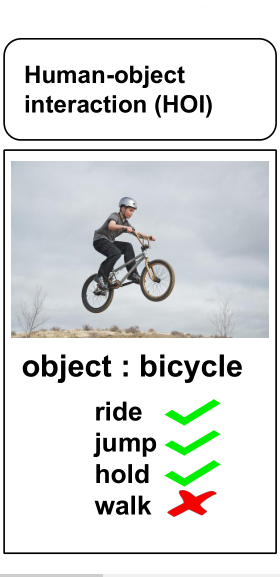 Human-object
interaction (HOI)
object : bicycle
ride
jump
hold
walk